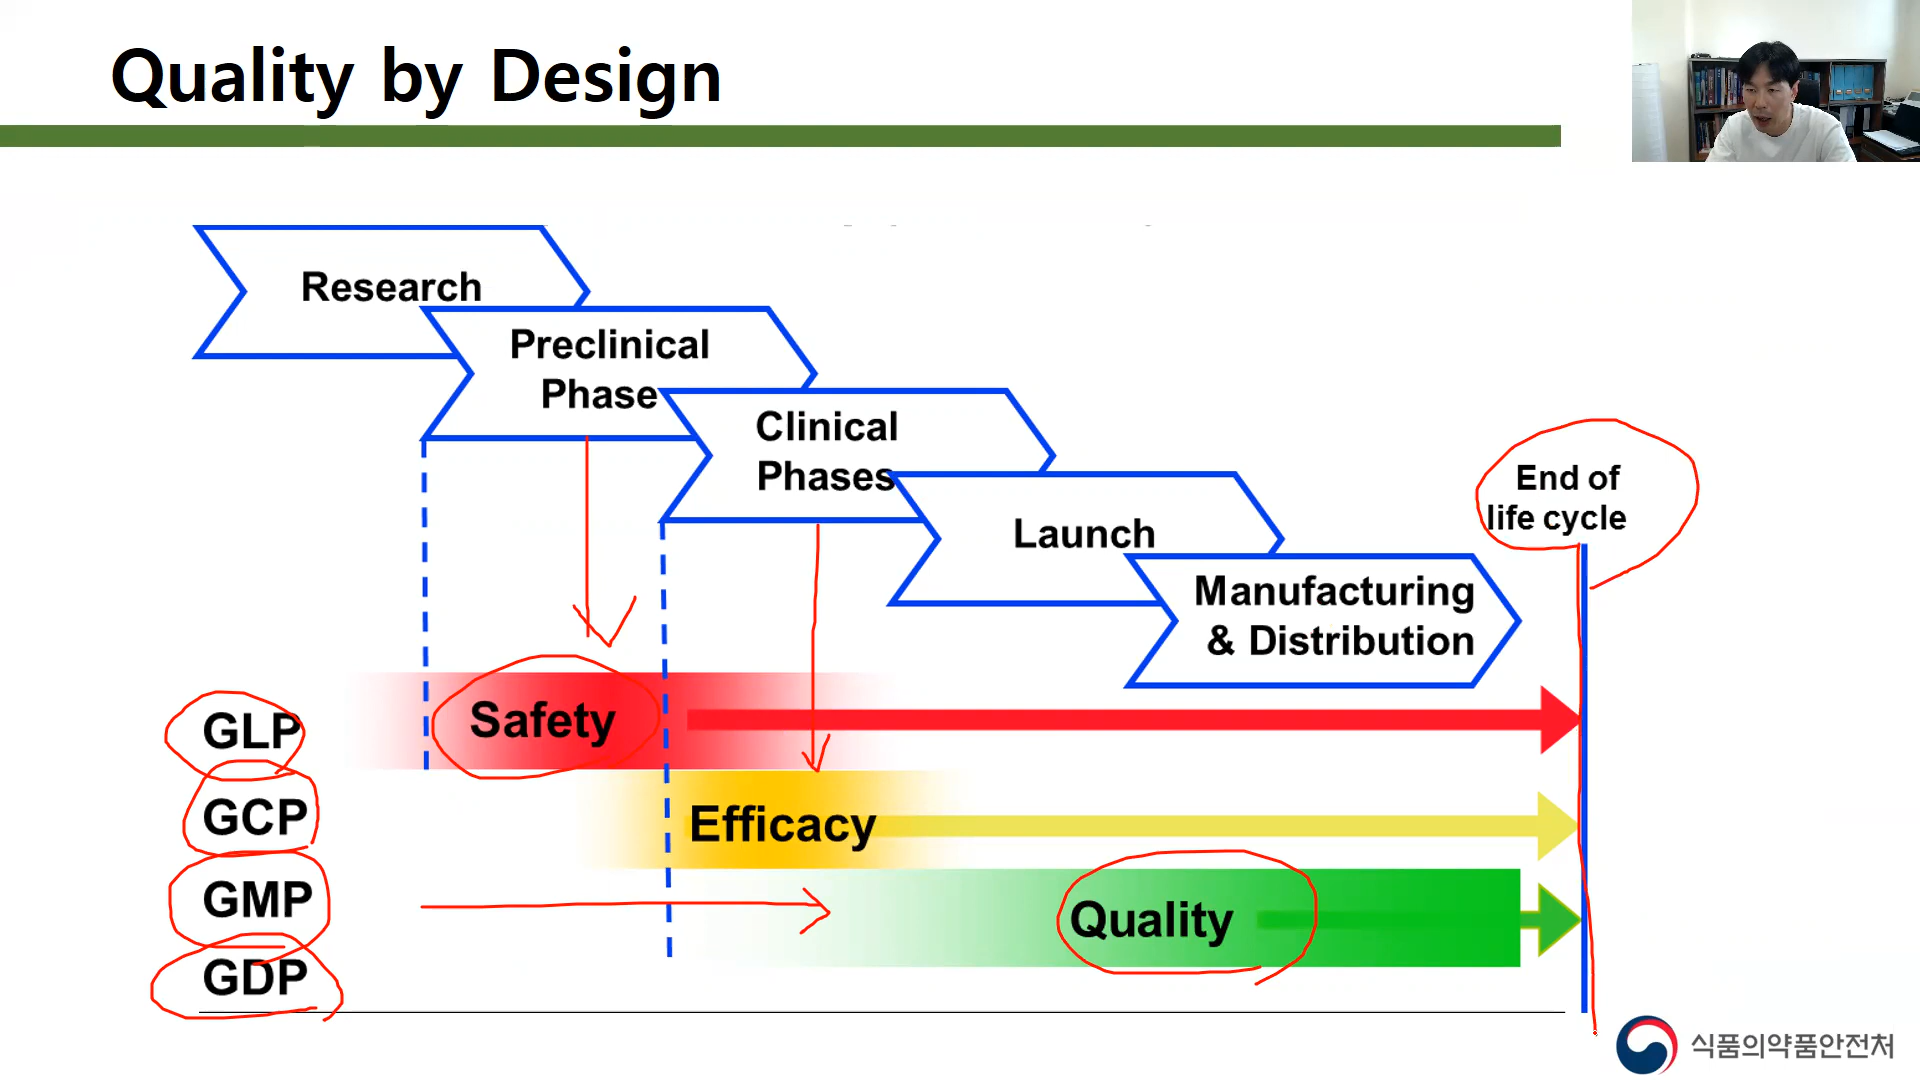 Quality by Design
Research
Preclinical
Phase
Clinical
Phases
Launch
Manufacturing
& Distribution
End of
life cycle
GLP
Safety
GCP
Efficacy
GMP
Quality
GDP
식품의약품안전처